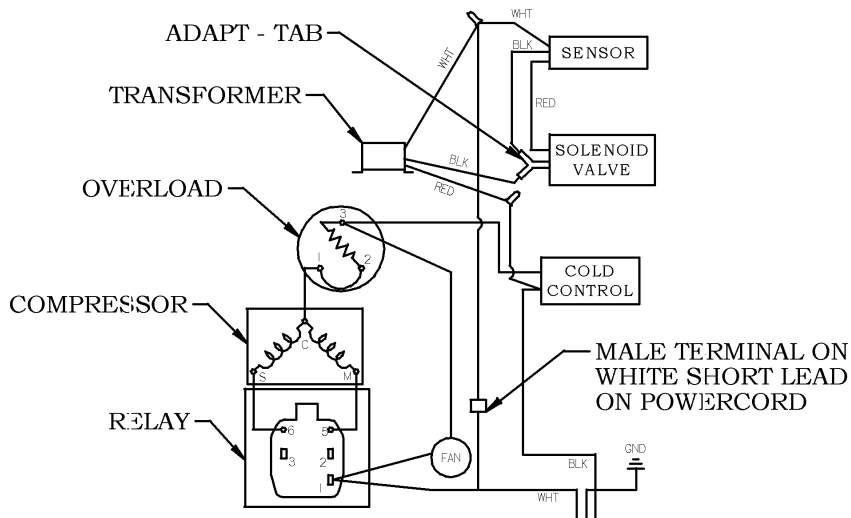 WHT
ADAPT - TAB
BLK
SENSOR
WHT
TRANSFORMER
RED
BLK
SOLENOID
VALVE
RED
OVERLOAD
3
1
2
COLD
CONTROL
COMPRESSOR
C
S
M
MALE TERMINAL ON
WHITE SHORT LEAD
ON POWERCORD
RELAY
6
5
3
2
1
FAN
GND
BLK
WHT